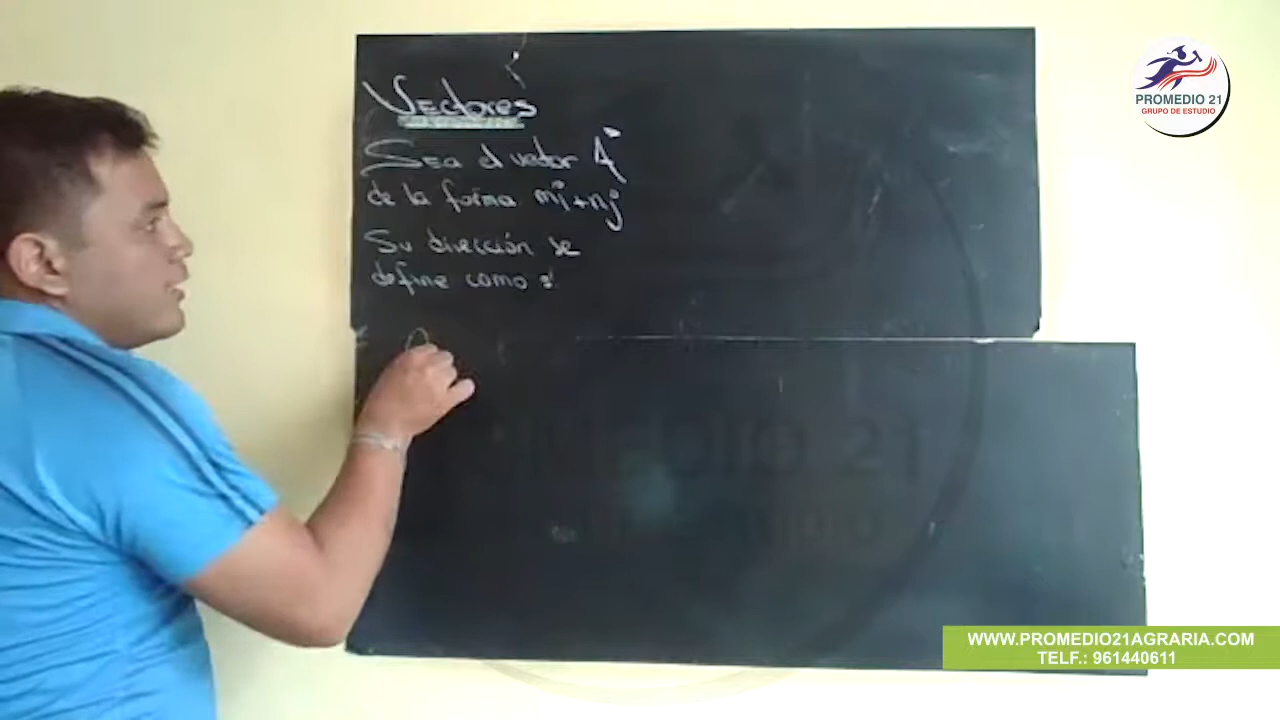 Vectores
Sea el vector A
de la forma mi+nj
Su dirección se
define como :
PROMEDIO 21
GRUPO DE ESTUDIO
WWW.PROMEDIO21AGRARIA.COM
TELF.: 961440611